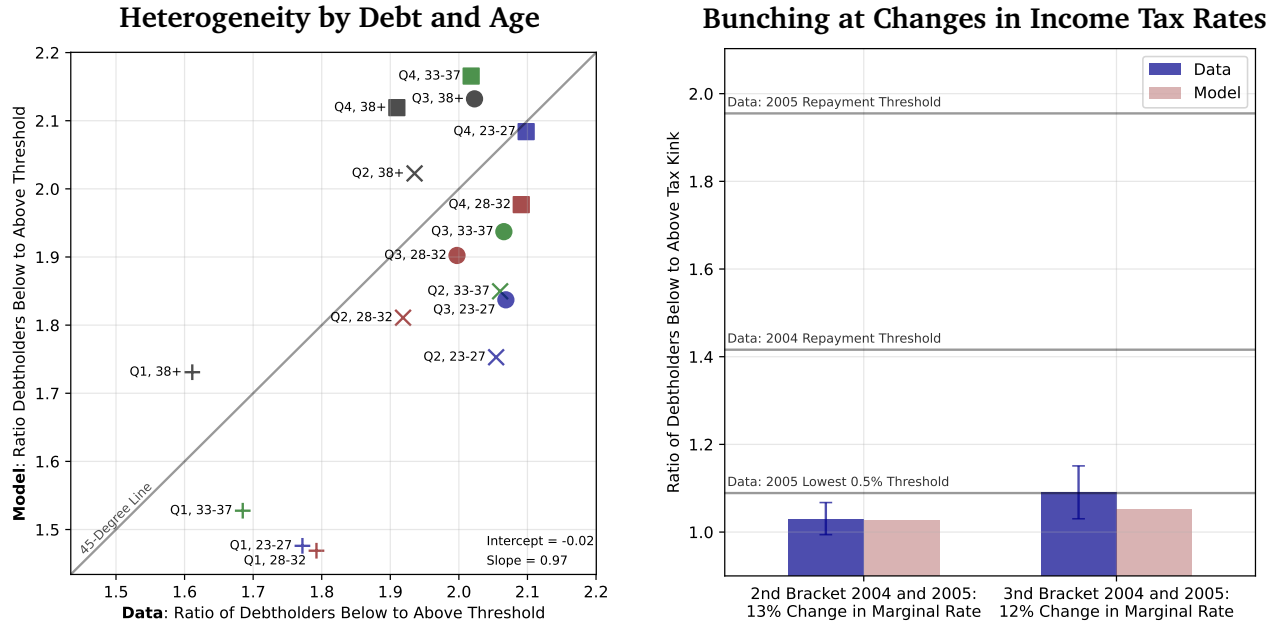 Heterogeneity by Debt and Age
Model: Ratio Debtholders Below to Above Threshold
2.2
2.1
2.0
1.9
1.8
1.7
1.6
1.5
Q4, 33-37
Q3, 38+
Q4, 38+
Q4, 23-27
Q2, 38+
Q4, 28-32
Q3, 33-37
Q3, 28-32
Q2, 33-37
Q3, 23-27
Q2, 28-32
Q2, 23-27
Q1, 38+
45-Degree Line
Q1, 33-37
Q1, 23-27
Q1, 28-32
Intercept = -0.02
Slope = 0.97
1.5 1.6 1.7 1.8 1.9 2.0 2.1 2.2
Data: Ratio of Debtholders Below to Above Threshold
Bunching at Changes in Income Tax Rates
Ratio of Debtholders Below to Above Tax Kink
2.0
1.8
1.6
1.4
1.2
1.0
Data
Model
Data: 2005 Repayment Threshold
Data: 2004 Repayment Threshold
Data: 2005 Lowest 0.5% Threshold
2nd Bracket 2004 and 2005:
13% Change in Marginal Rate
3nd Bracket 2004 and 2005:
12% Change in Marginal Rate